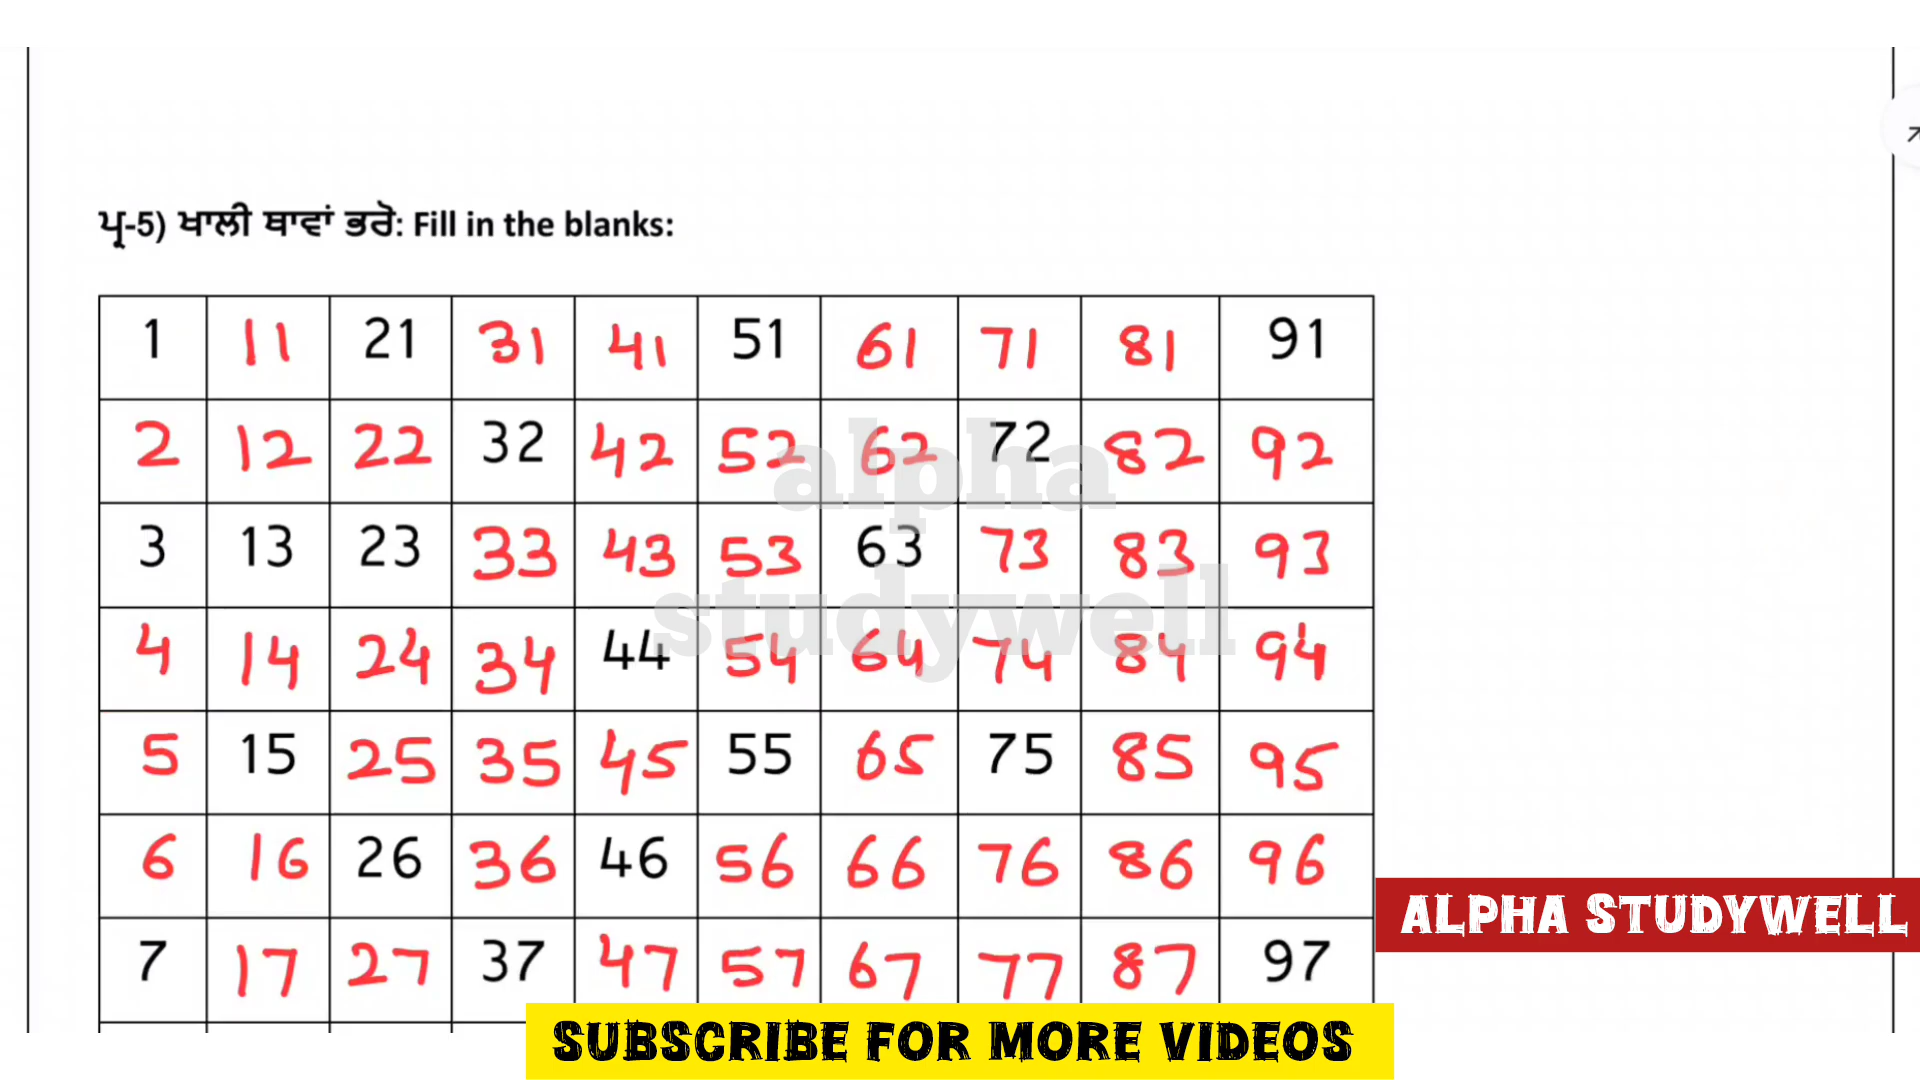 ਪ੍ਰ-5) ਖਾਲੀ ਥਾਵਾਂ ਭਰੋ: Fill in the blanks:
1 11 21 31 41 51 61 71 81 91
2 12 22 32 42 52 62 72 82 92
3 13 23 33 43 53 63 73 83 93
4 14 24 34 44 54 64 74 84 94
5 15 25 35 45 55 65 75 85 95
6 16 26 36 46 56 66 76 86 96
7 17 27 37 47 57 67 77 87 97
alpha
studywell
ALPHA STUDYWELL
SUBSCRIBE FOR MORE VIDEOS